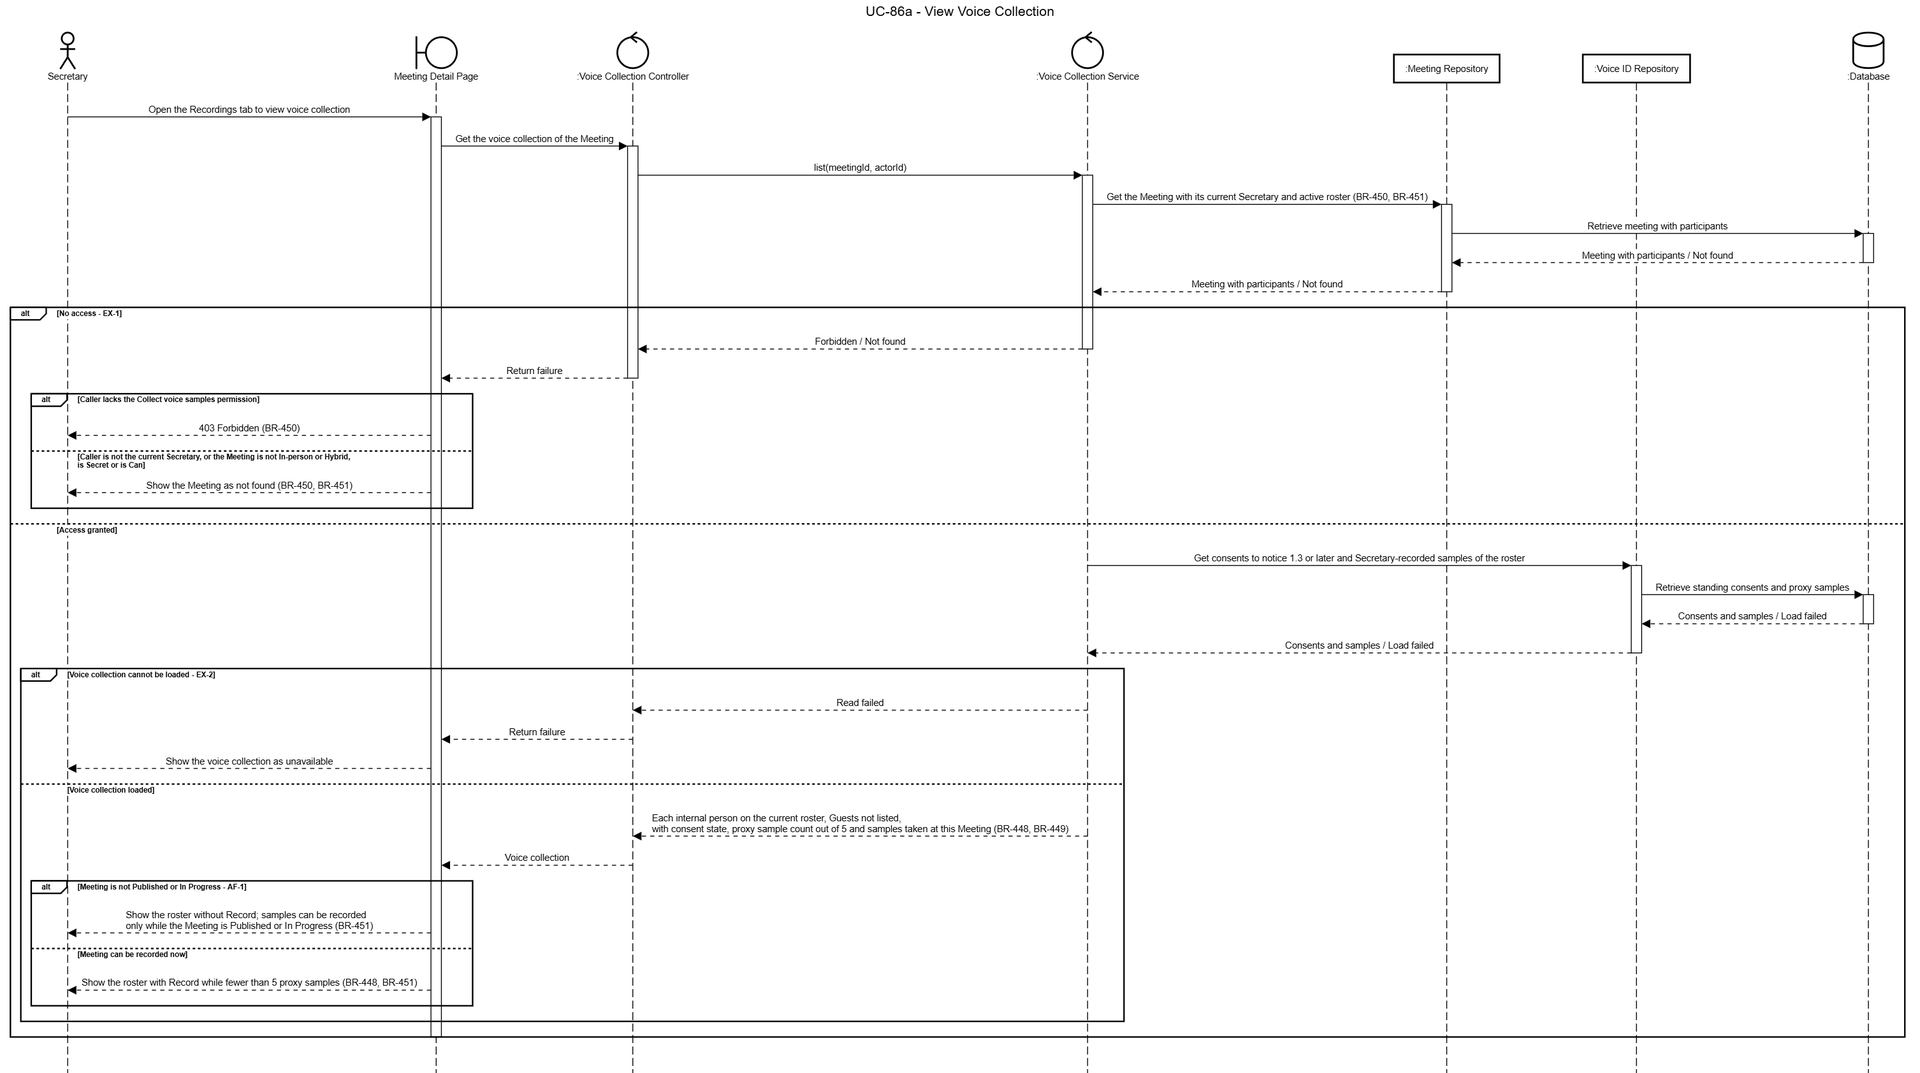 UC-86a - View Voice Collection
Secretary
Meeting Detail Page
:Voice Collection Controller
:Voice Collection Service
:Meeting Repository
:Voice ID Repository
:Database
Open the Recordings tab to view voice collection
Get the voice collection of the Meeting
list(meetingId, actorId)
Get the Meeting with its current Secretary and active roster (BR-450, BR-451)
Retrieve meeting with participants
Meeting with participants / Not found
Meeting with participants / Not found
alt
[No access - EX-1]
Forbidden / Not found
Return failure
alt
[Caller lacks the Collect voice samples permission]
403 Forbidden (BR-450)
[Caller is not the current Secretary, or the Meeting is not In-person or Hybrid,
is Secret or is Can]
Show the Meeting as not found (BR-450, BR-451)
[Access granted]
Get consents to notice 1.3 or later and Secretary-recorded samples of the roster
Retrieve standing consents and proxy samples
Consents and samples / Load failed
Consents and samples / Load failed
alt
[Voice collection cannot be loaded - EX-2]
Read failed
Return failure
Show the voice collection as unavailable
[Voice collection loaded]
Each internal person on the current roster, Guests not listed,
with consent state, proxy sample count out of 5 and samples taken at this Meeting (BR-448, BR-449)
Voice collection
alt
[Meeting is not Published or In Progress - AF-1]
Show the roster without Record; samples can be recorded
only while the Meeting is Published or In Progress (BR-451)
[Meeting can be recorded now]
Show the roster with Record while fewer than 5 proxy samples (BR-448, BR-451)